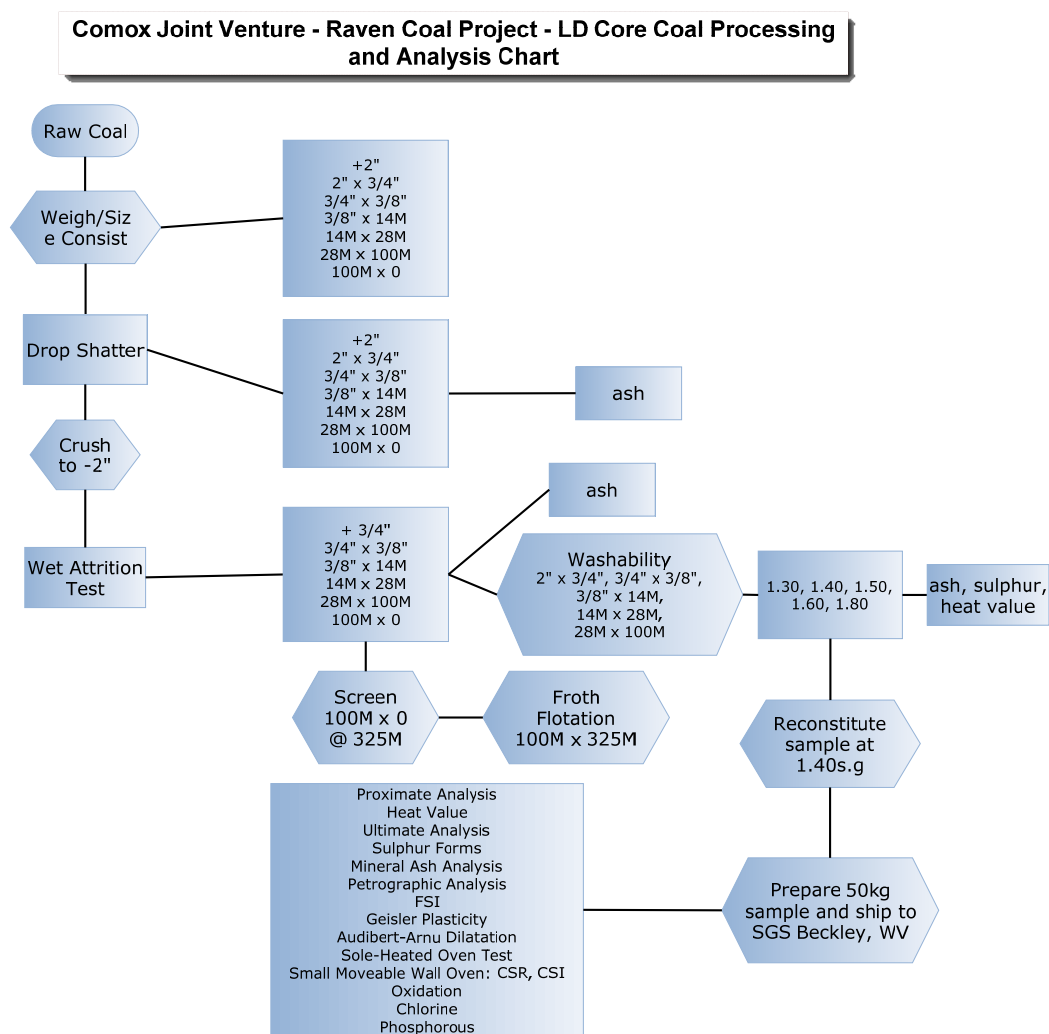 Comox Joint Venture - Raven Coal Project - LD Core Coal Processing
and Analysis Chart
Raw Coal
Weigh/Siz
e Consist
+2"
2" x 3/4"
3/4" x 3/8"
3/8" x 14M
14M x 28M
28M x 100M
100M x 0
Drop Shatter
+2"
2" x 3/4"
3/4" x 3/8"
3/8" x 14M
14M x 28M
28M x 100M
100M x 0
ash
Crush
to -2"
Wet Attrition
Test
+ 3/4"
3/4" x 3/8"
3/8" x 14M
14M x 28M
28M x 100M
100M x 0
ash
Washability
2" x 3/4", 3/4" x 3/8",
3/8" x 14M,
14M x 28M,
28M x 100M
1.30, 1.40, 1.50,
1.60, 1.80
ash, sulphur,
heat value
Screen
100M x 0
@ 325M
Froth
Flotation
100M x 325M
Reconstitute
sample at
1.40s.g
Prepare 50kg
sample and ship to
SGS Beckley, WV
Proximate Analysis
Heat Value
Ultimate Analysis
Sulphur Forms
Mineral Ash Analysis
Petrographic Analysis
FSI
Geisler Plasticity
Audibert-Arnu Dilatation
Sole-Heated Oven Test
Small Moveable Wall Oven: CSR, CSI
Oxidation
Chlorine
Phosphorous